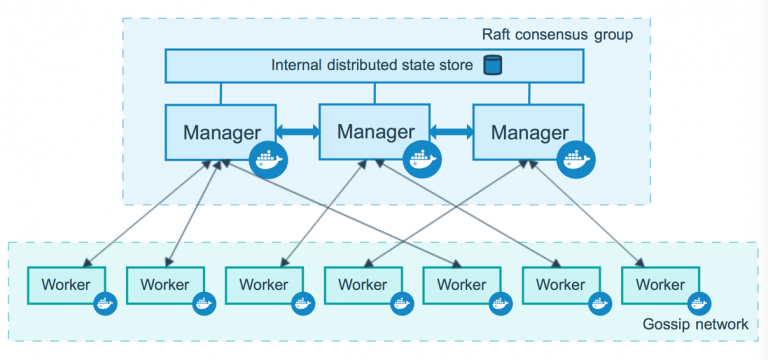 Raft consensus group
Internal distributed state store
Manager
Manager
Manager
Worker
Worker
Worker
Worker
Worker
Worker
Worker
Gossip network